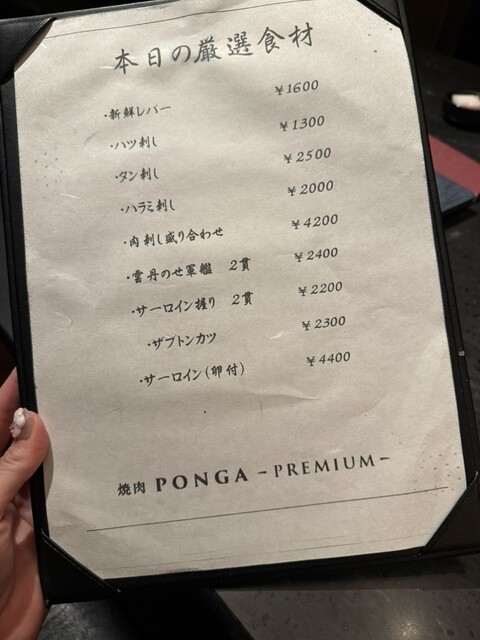 本日の厳選食材
・新鮮レバー ¥1600
・ハツ刺し ¥1300
・タン刺し ¥2500
・ハラミ刺し ¥2000
・肉刺し盛り合わせ ¥4200
・雲丹のせ軍艦 2貫 ¥2400
・サーロイン握り 2貫 ¥2200
・ザブトンカツ ¥2300
・サーロイン(卵付) ¥4400
焼肉 PONGA －PREMIUM－